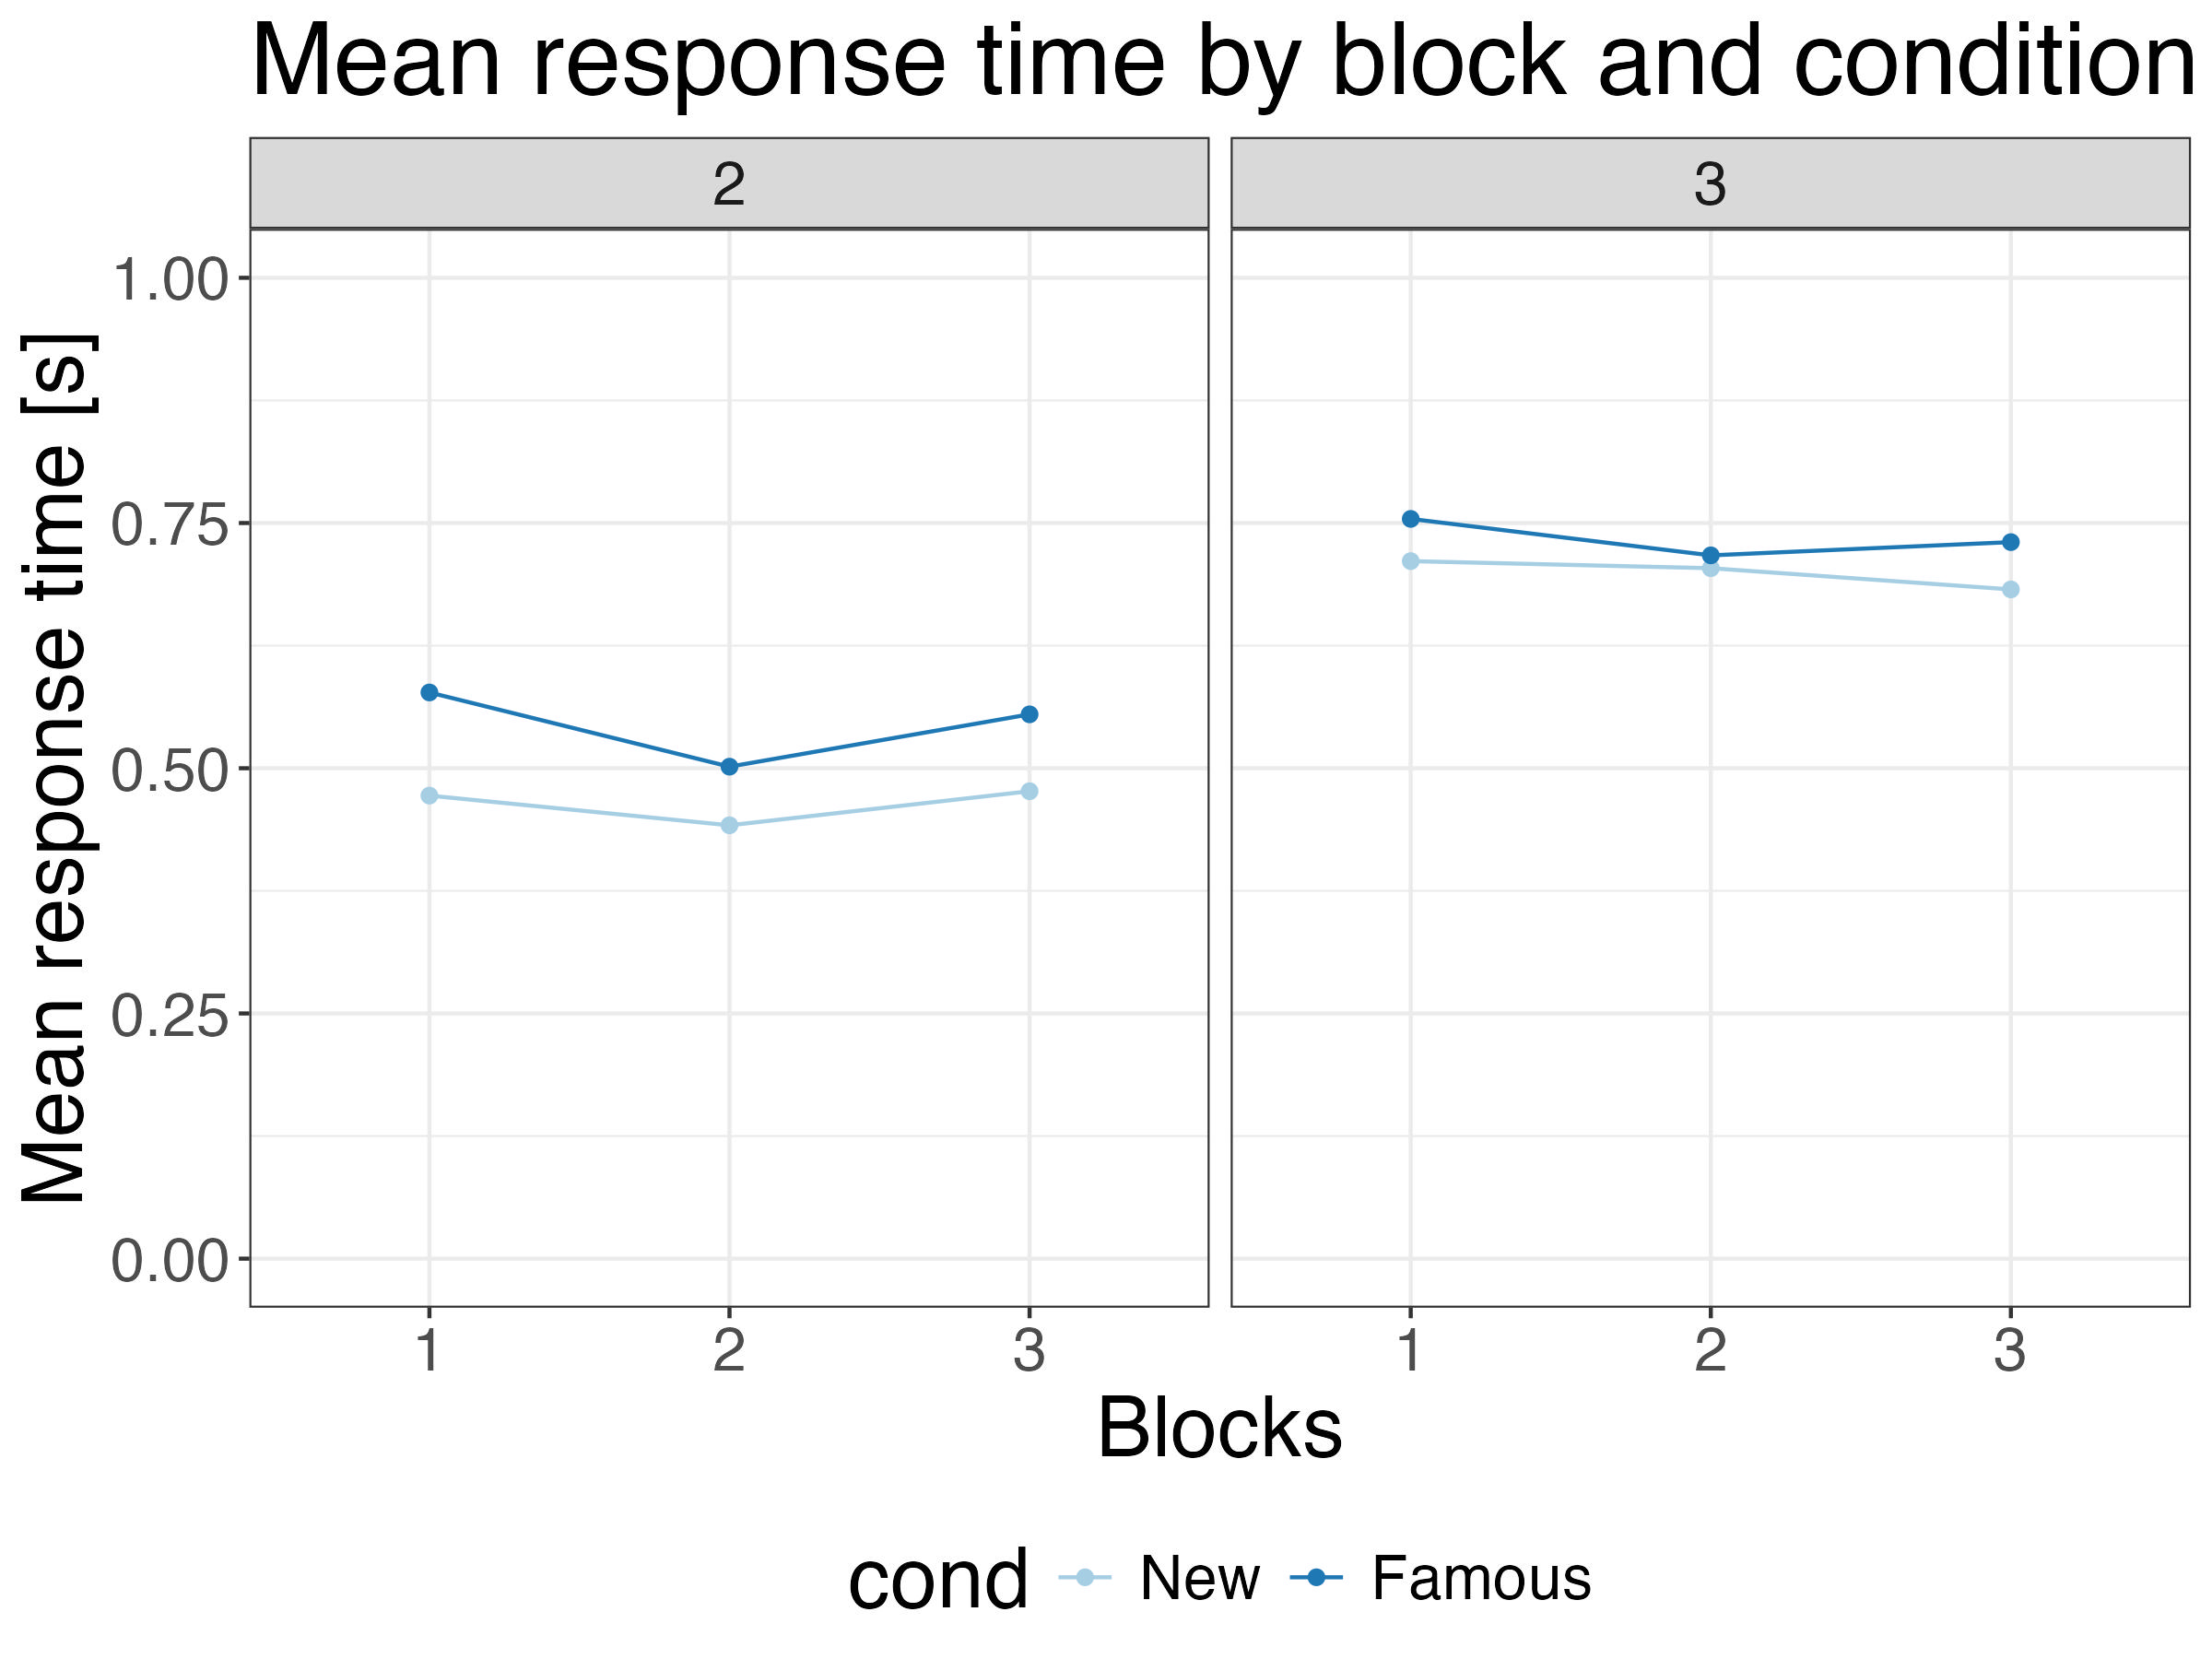 Mean response time by block and condition
2 3
Mean response time [s]
1.00
0.75
0.50
0.25
0.00
1 2 3 1 2 3
Blocks
cond New Famous